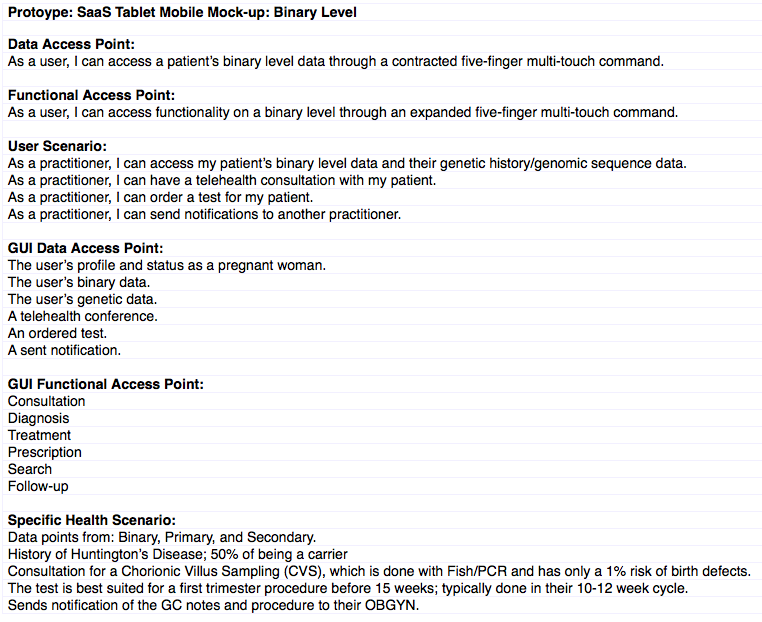 Protoype: SaaS Tablet Mobile Mock-up: Binary Level
Data Access Point:
As a user, I can access a patient's binary level data through a contracted five-finger multi-touch command.
Functional Access Point:
As a user, I can access functionality on a binary level through an expanded five-finger multi-touch command.
User Scenario:
As a practitioner, I can access my patient's binary level data and their genetic history/genomic sequence data.
As a practitioner, I can have a telehealth consultation with my patient.
As a practitioner, I can order a test for my patient.
As a practitioner, I can send notifications to another practitioner.
GUI Data Access Point:
The user's profile and status as a pregnant woman.
The user's binary data.
The user's genetic data.
A telehealth conference.
An ordered test.
A sent notification.
GUI Functional Access Point:
Consultation
Diagnosis
Treatment
Prescription
Search
Follow-up
Specific Health Scenario:
Data points from: Binary, Primary, and Secondary.
History of Huntington's Disease; 50% of being a carrier
Consultation for a Chorionic Villus Sampling (CVS), which is done with Fish/PCR and has only a 1% risk of birth defects.
The test is best suited for a first trimester procedure before 15 weeks; typically done in their 10-12 week cycle.
Sends notification of the GC notes and procedure to their OBGYN.